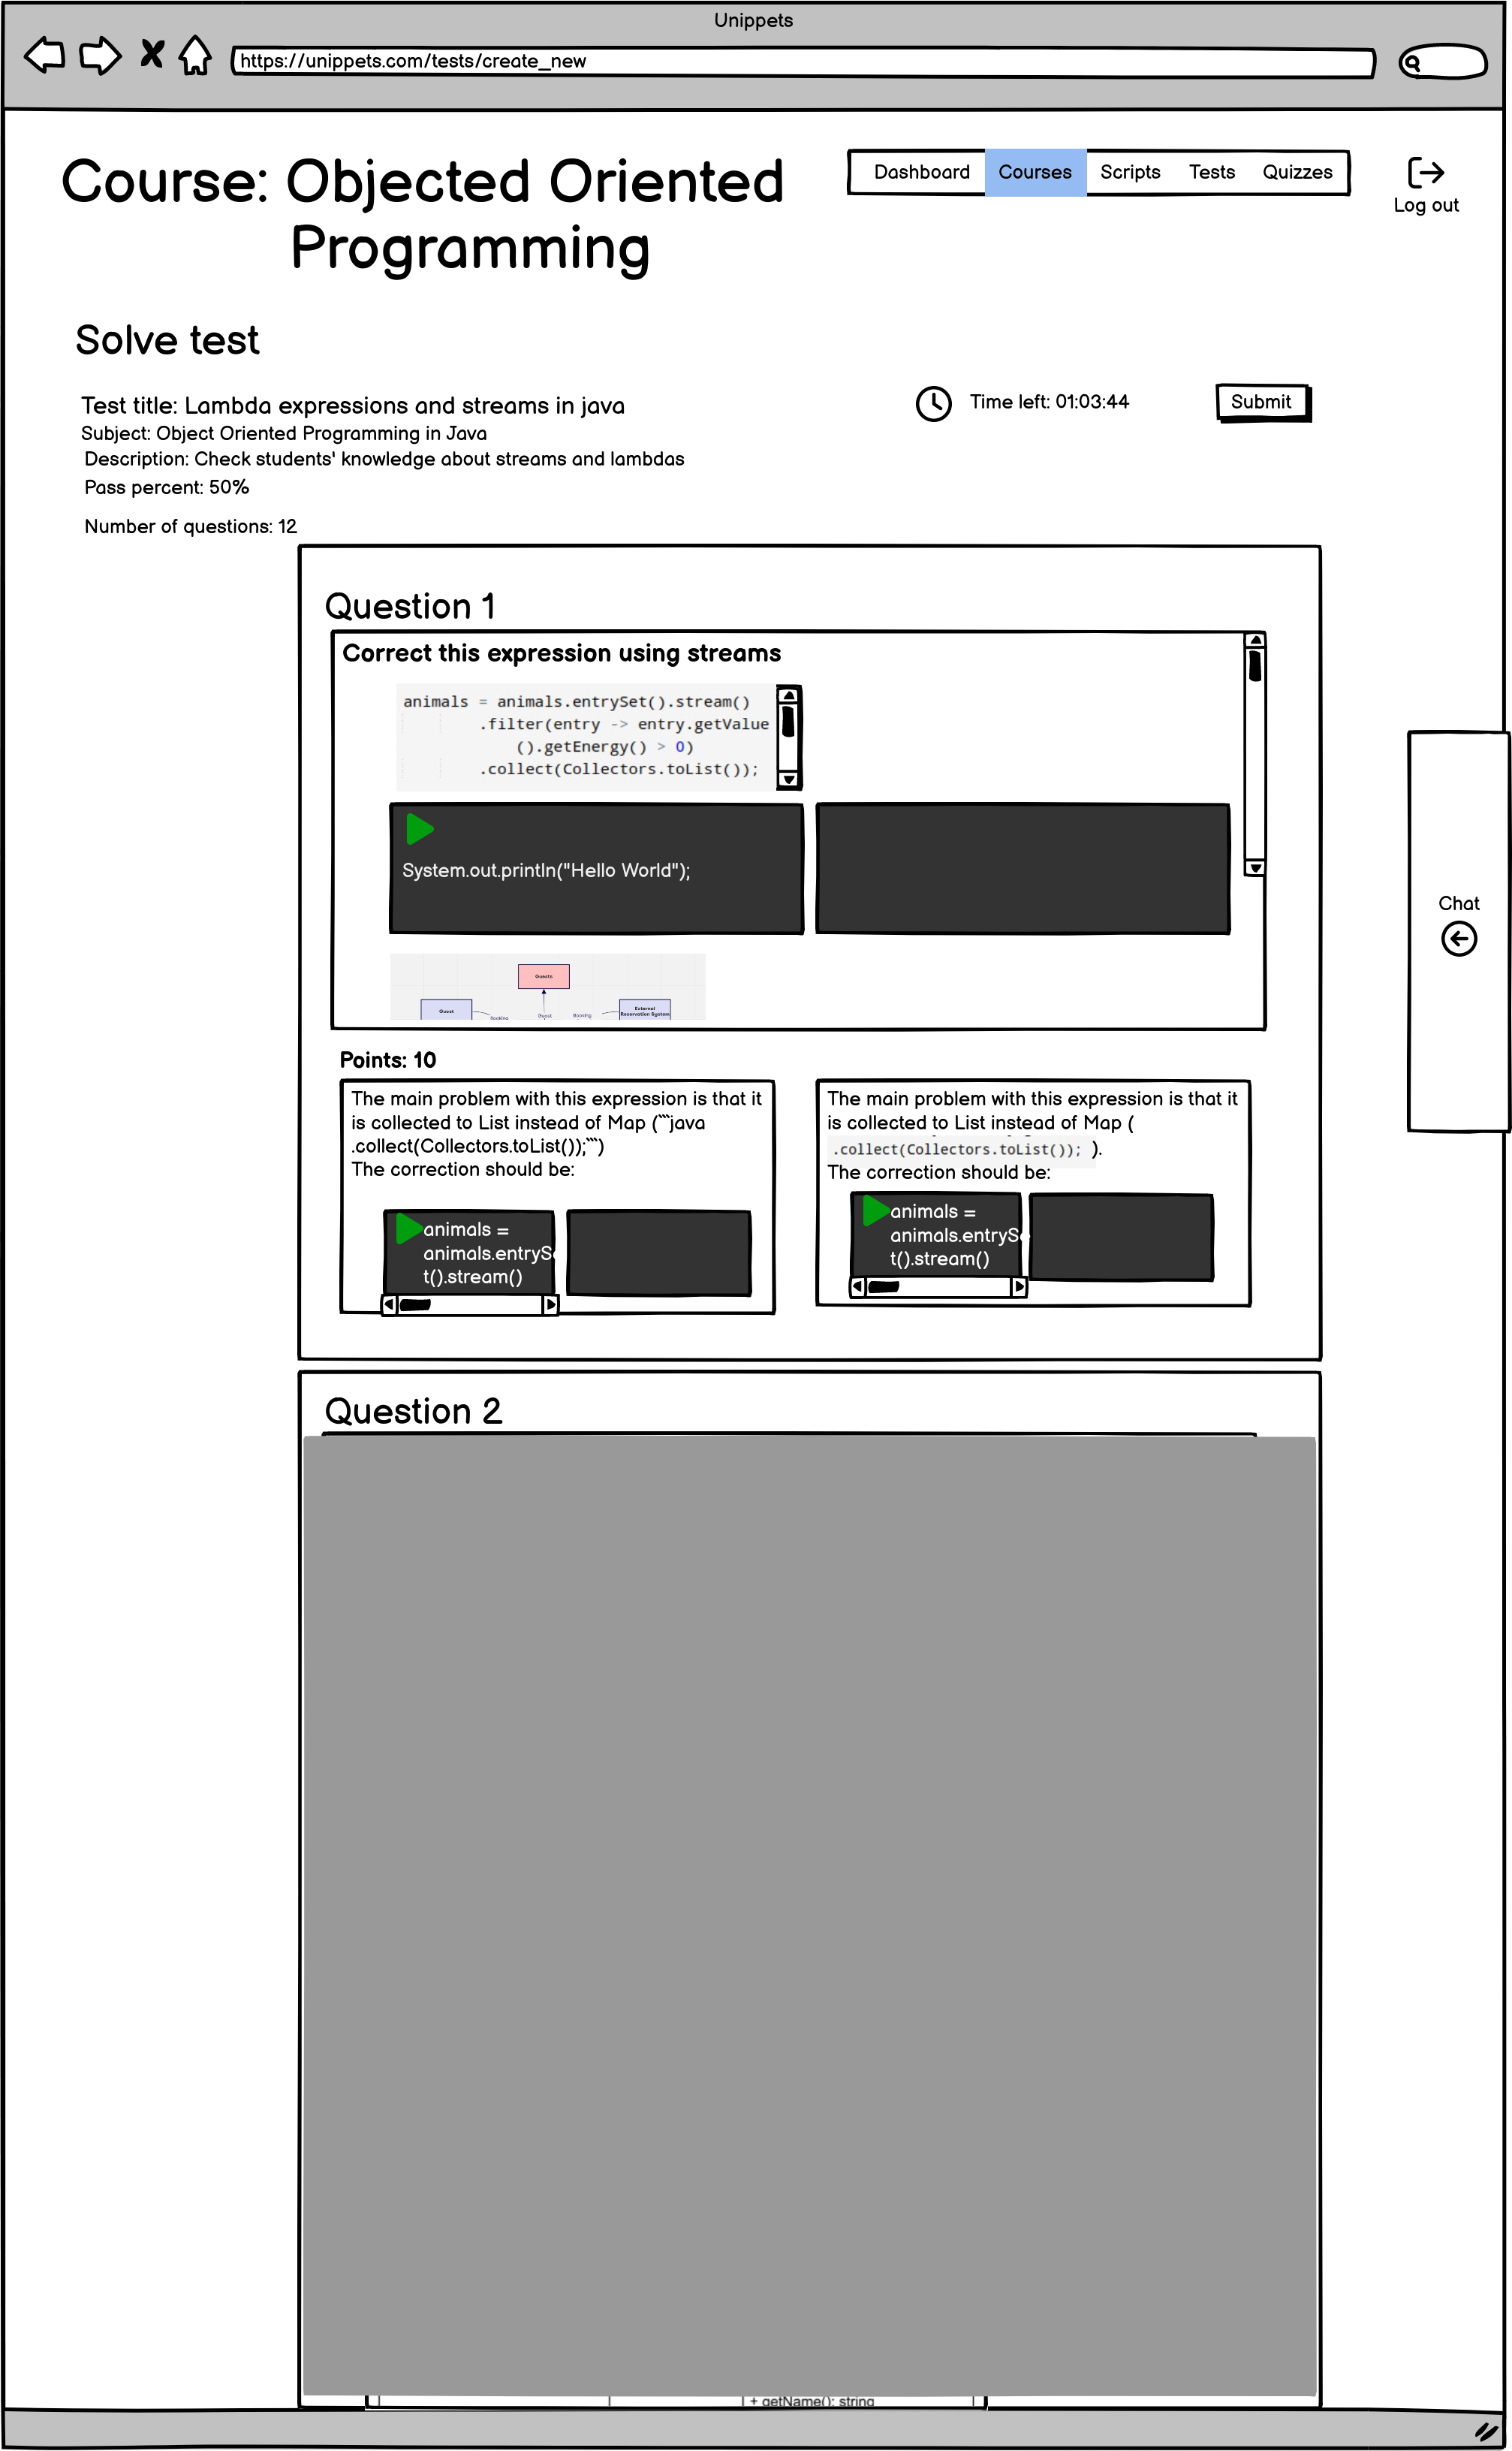 Unippets
https://unippets.com/tests/create_new
Course: Objected Oriented
Programming
Dashboard
Courses
Scripts
Tests
Quizzes
Log out
Solve test
Test title: Lambda expressions and streams in java
Subject: Object Oriented Programming in Java
Description: Check students' knowledge about streams and lambdas
Pass percent: 50%
Time left: 01:03:44
Submit
Number of questions: 12
Question 1
Correct this expression using streams
animals = animals.entrySet().stream()
.filter(entry -> entry.getValue
().getEnergy() > 0)
.collect(Collectors.toList());
System.out.println("Hello World");
Guests
Guest
Booking
Guest
Booking
External
Reservation System
Chat
Points: 10
The main problem with this expression is that it
is collected to List instead of Map (```java
.collect(Collectors.toList());```)
The correction should be:
animals =
animals.entrySe
t().stream()
The main problem with this expression is that it
is collected to List instead of Map (
.collect(Collectors.toList()); ).
The correction should be:
animals =
animals.entrySe
t().stream()
Question 2
+ getName(): string